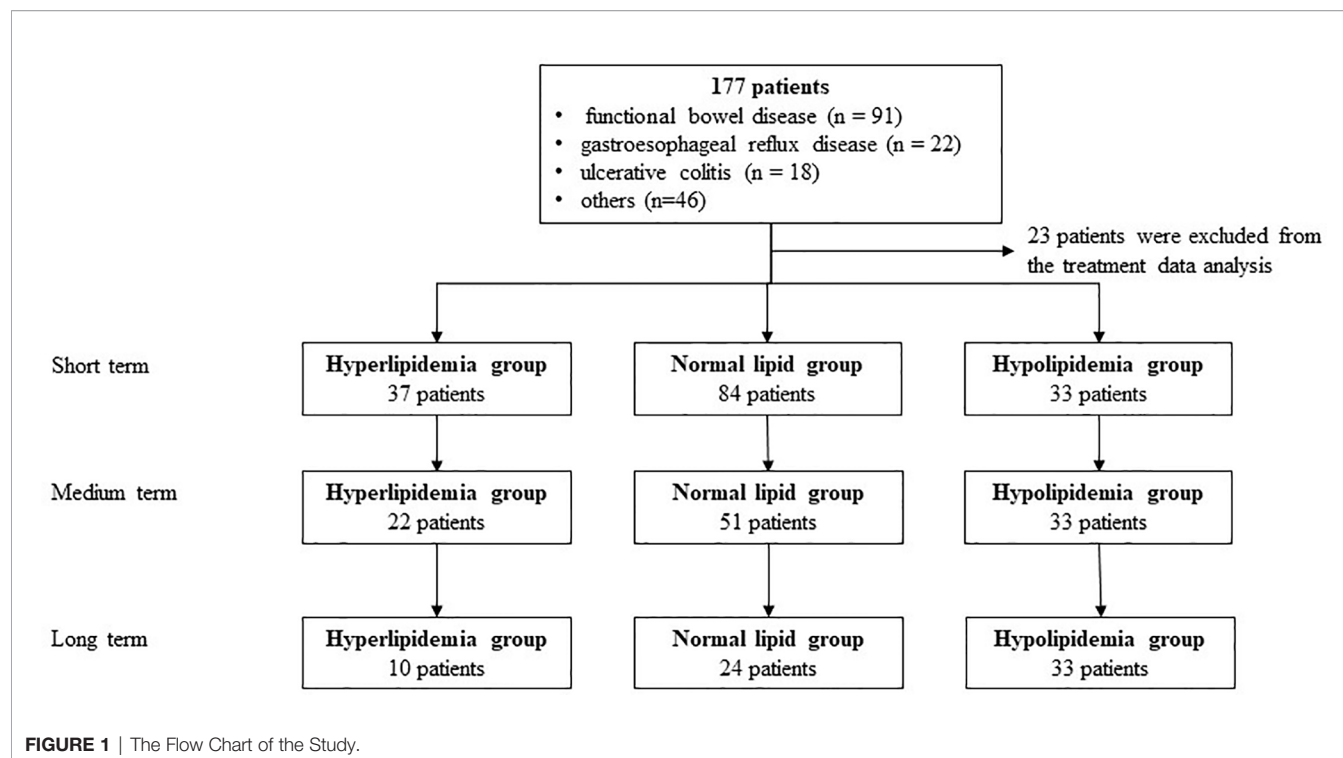 177 patients
• functional bowel disease (n = 91)
• gastroesophageal reflux disease (n = 22)
• ulcerative colitis (n = 18)
• others (n=46)
23 patients were excluded from
the treatment data analysis
Short term
Hyperlipidemia group
37 patients
Normal lipid group
84 patients
Hypolipidemia group
33 patients
Medium term
Hyperlipidemia group
22 patients
Normal lipid group
51 patients
Hypolipidemia group
33 patients
Long term
Hyperlipidemia group
10 patients
Normal lipid group
24 patients
Hypolipidemia group
33 patients
FIGURE 1 | The Flow Chart of the Study.